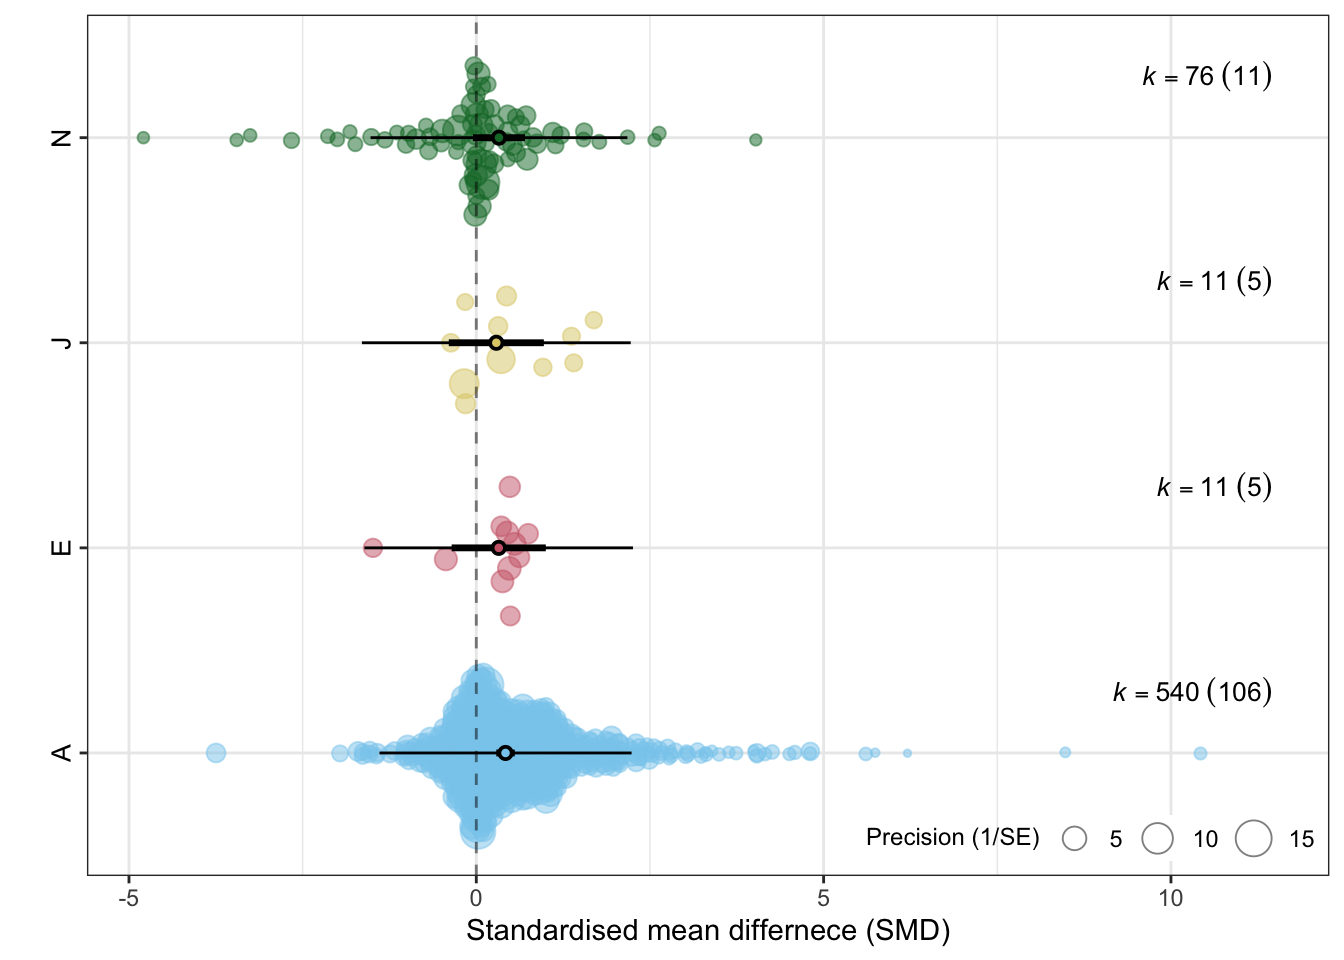 k = 76 (11)
N
k = 11 (5)
J
k = 11 (5)
E
k = 540 (106)
A
Precision (1/SE) 5 10 15
-5 0 5 10
Standardised mean differnece (SMD)